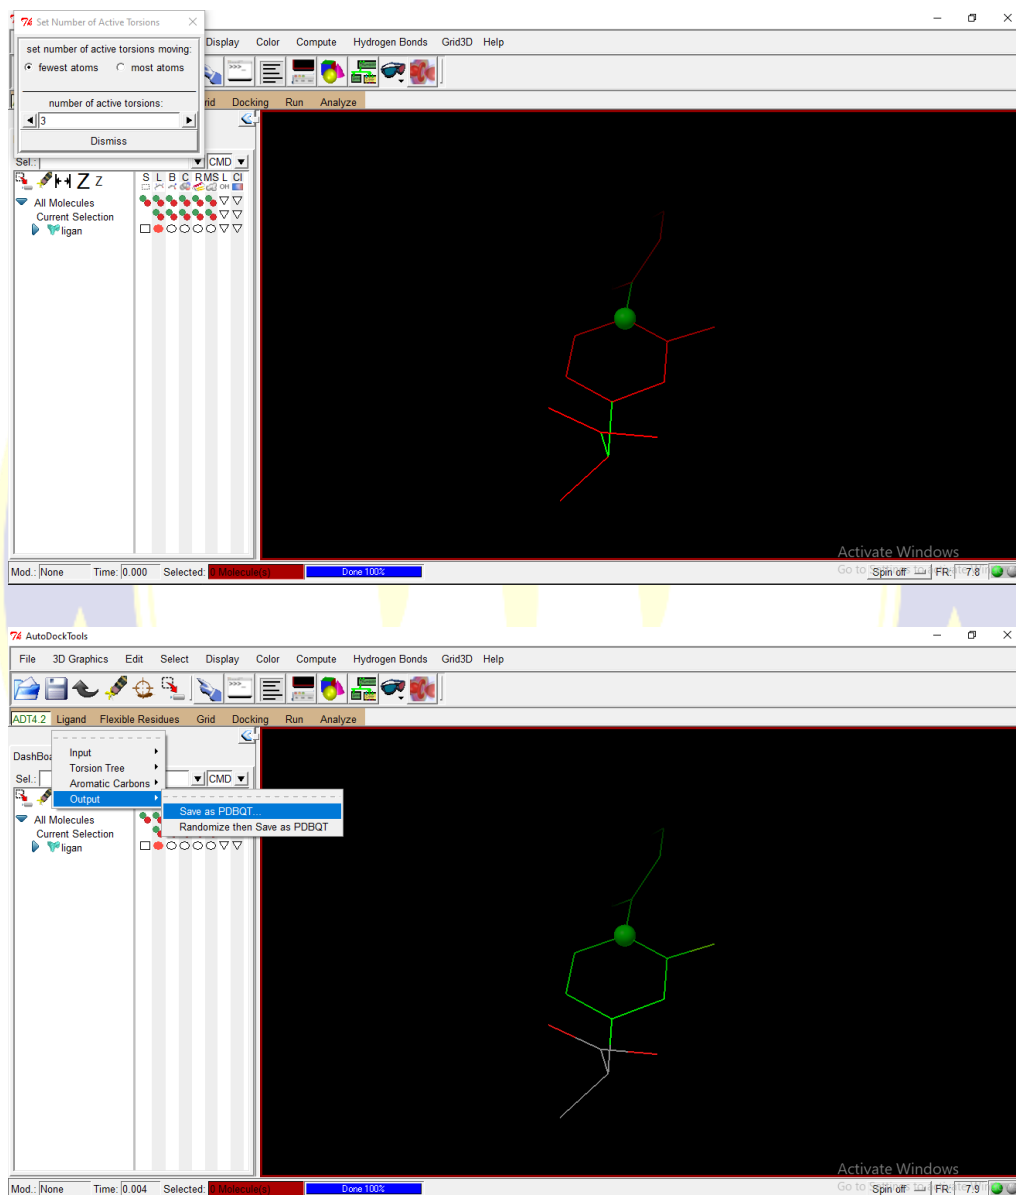 Set Number of Active Torsions
Display Color Compute Hydrogen Bonds Grid3D Help
set number of active torsions moving:
fewest atoms most atoms
number of active torsions:
rid Docking Run Analyze
3
Dismiss
Sel.: CMD
S L B C R MS L Cl
All Molecules
Current Selection
ligan
Activate Windows
Mod.: None Time: 0.000 Selected: 0 Molecule(s) Done 100% Spin off FR: 7.8
AutoDockTools
File 3D Graphics Edit Select Display Color Compute Hydrogen Bonds Grid3D Help
ADT4.2 Ligand Flexible Residues Grid Docking Run Analyze
DashBoa
Input
Torsion Tree
Sel.: CMD
Aromatic Carbons
Output
Save as PDBQT...
Randomize then Save as PDBQT
All Molecules
Current Selection
ligan
Activate Windows
Mod.: None Time: 0.004 Selected: 0 Molecule(s) Done 100% Spin off FR: 7.9